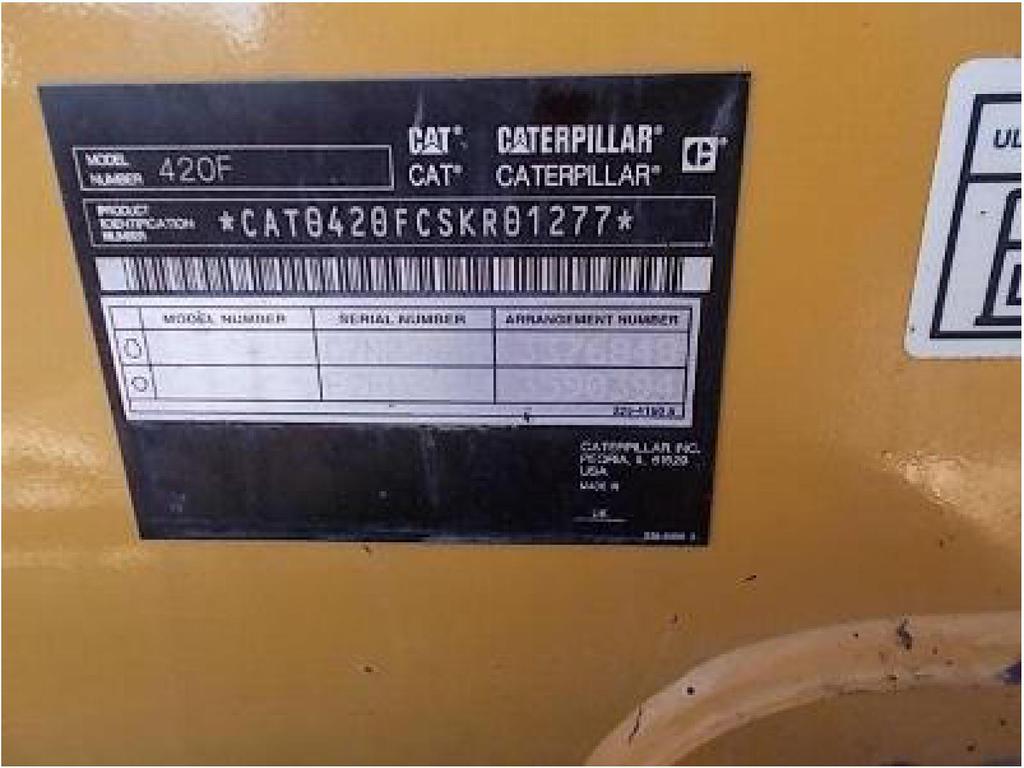 CAT® CATERPILLAR®
MODEL NUMBER 420F
CAT® CATERPILLAR®
PRODUCT IDENTIFICATION NUMBER *CAT0420FCSKR01277*
MODEL NUMBER SERIAL NUMBER ARRANGEMENT NUMBER
CATERPILLAR INC.
PEORIA, IL 61629
USA
MADE IN
UK
UL